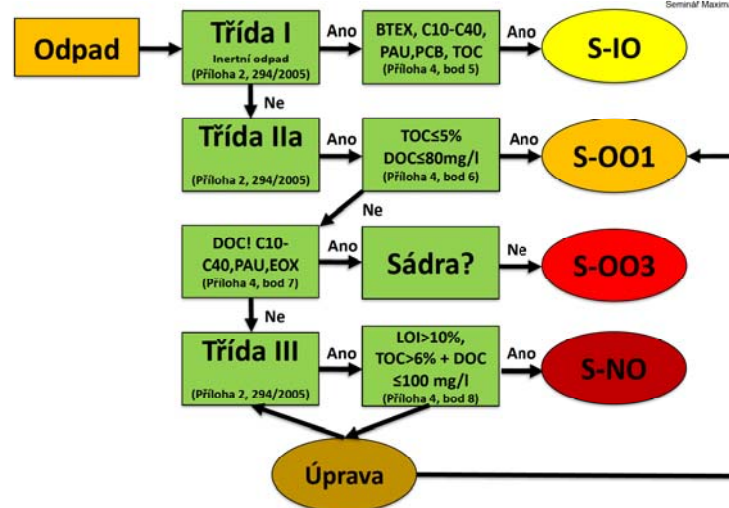 Seminář Maxima
Odpad
Třída I
Inertní odpad
(Příloha 2, 294/2005)
Ano
BTEX, C10-C40,
PAU,PCB, TOC
(Příloha 4, bod 5)
Ano
S-IO
Ne
Třída IIa
(Příloha 2, 294/2005)
Ano
TOC≤5%
DOC≤80mg/l
(Příloha 4, bod 6)
Ano
S-OO1
Ne
DOC! C10-
C40,PAU,EOX
(Příloha 4, bod 7)
Ano
Sádra?
Ne
S-OO3
Ne
Třída III
(Příloha 2, 294/2005)
Ano
LOI>10%,
TOC>6% + DOC
≤100 mg/l
(Příloha 4, bod 8)
Ano
S-NO
Úprava